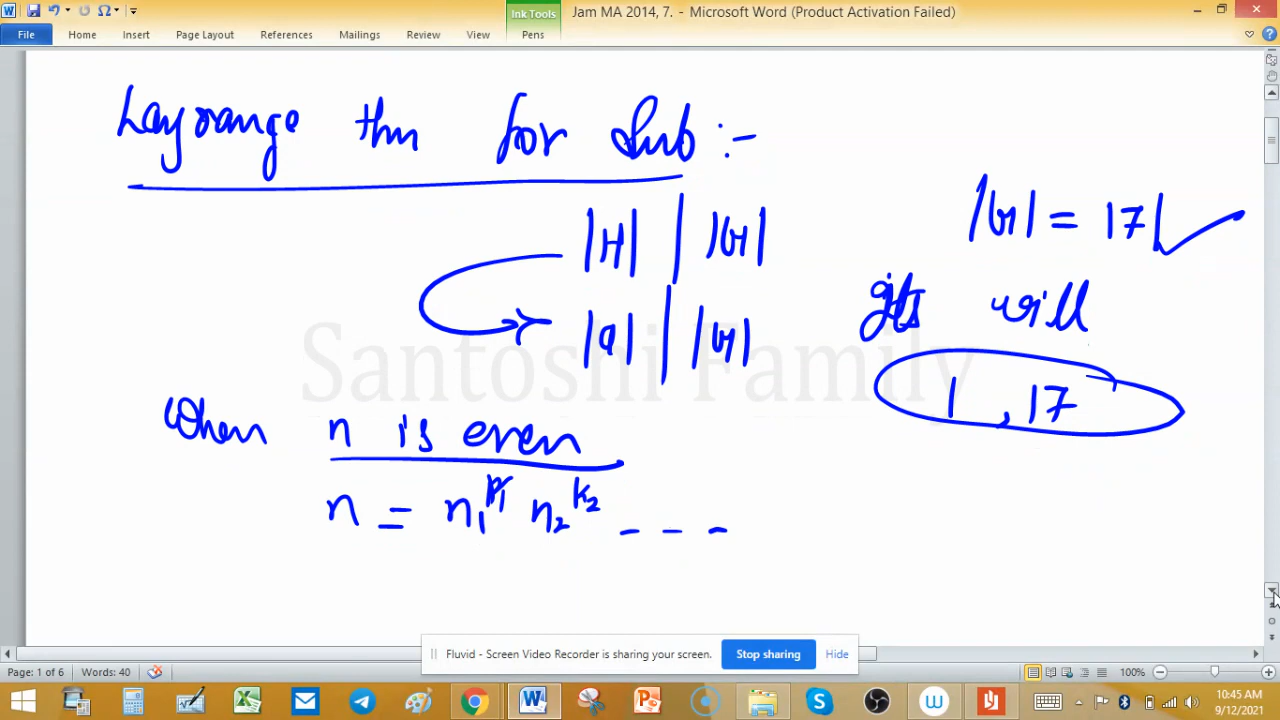 Ink Tools
Jam MA 2014, 7. - Microsoft Word (Product Activation Failed)
File Home Insert Page Layout References Mailings Review View Pens
Lagrange thm for Sub :-
|H| | |G|
|G| = 17
its will
|a| | |G|
1, 17
Santoshi Family
When n is even
n = n₁^k₁ n₂^k₂ - - -
Fluvid - Screen Video Recorder is sharing your screen. Stop sharing Hide
Page: 1 of 6 Words: 40 100%
10:45 AM
9/12/2021